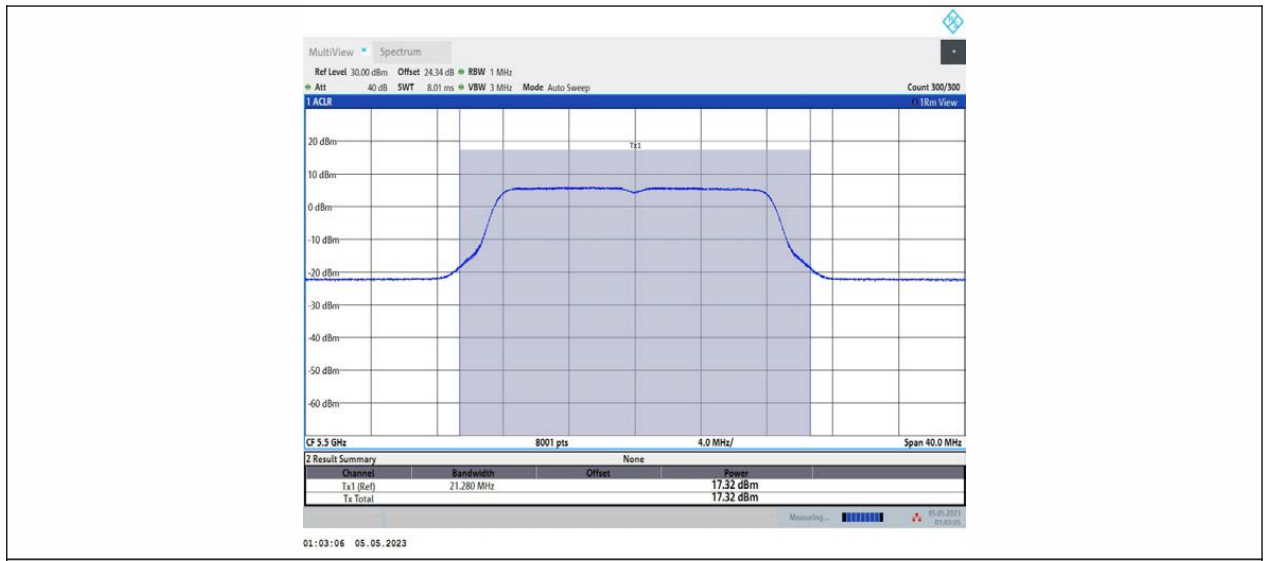 MultiView Spectrum
Ref Level 30.00 dBm Offset 24.34 dB RBW 1 MHz
Att 40 dB SWT 8.01 ms VBW 3 MHz Mode Auto Sweep Count 300/300
1 ACLR 1Rm View
Tx1
20 dBm
10 dBm
0 dBm
-10 dBm
-20 dBm
-30 dBm
-40 dBm
-50 dBm
-60 dBm
CF 5.5 GHz 8001 pts 4.0 MHz/ Span 40.0 MHz
2 Result Summary None
Channel Bandwidth Offset Power
Tx1 (Ref) 21.280 MHz 17.32 dBm
Tx Total 17.32 dBm
Measuring... 05.05.2023
01:03:05
01:03:06 05.05.2023